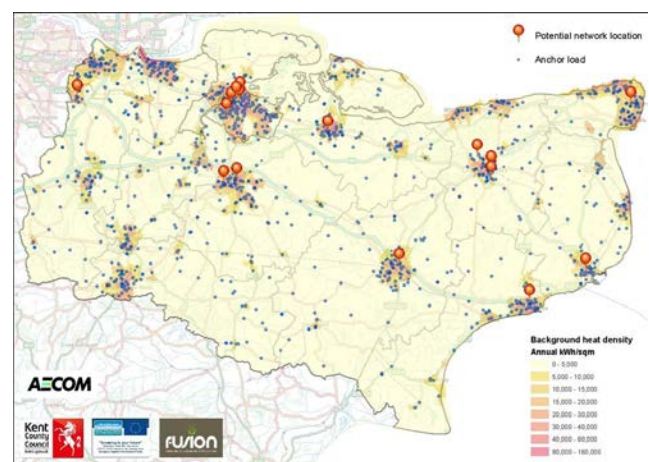 Potential network location
Anchor load
Background heat density
Annual kWh/sqm
0 - 5,000
5,000 - 10,000
10,000 - 15,000
15,000 - 20,000
20,000 - 30,000
30,000 - 40,000
40,000 - 80,000
80,000 - 160,000
AECOM
Kent
County
Council
FUSION